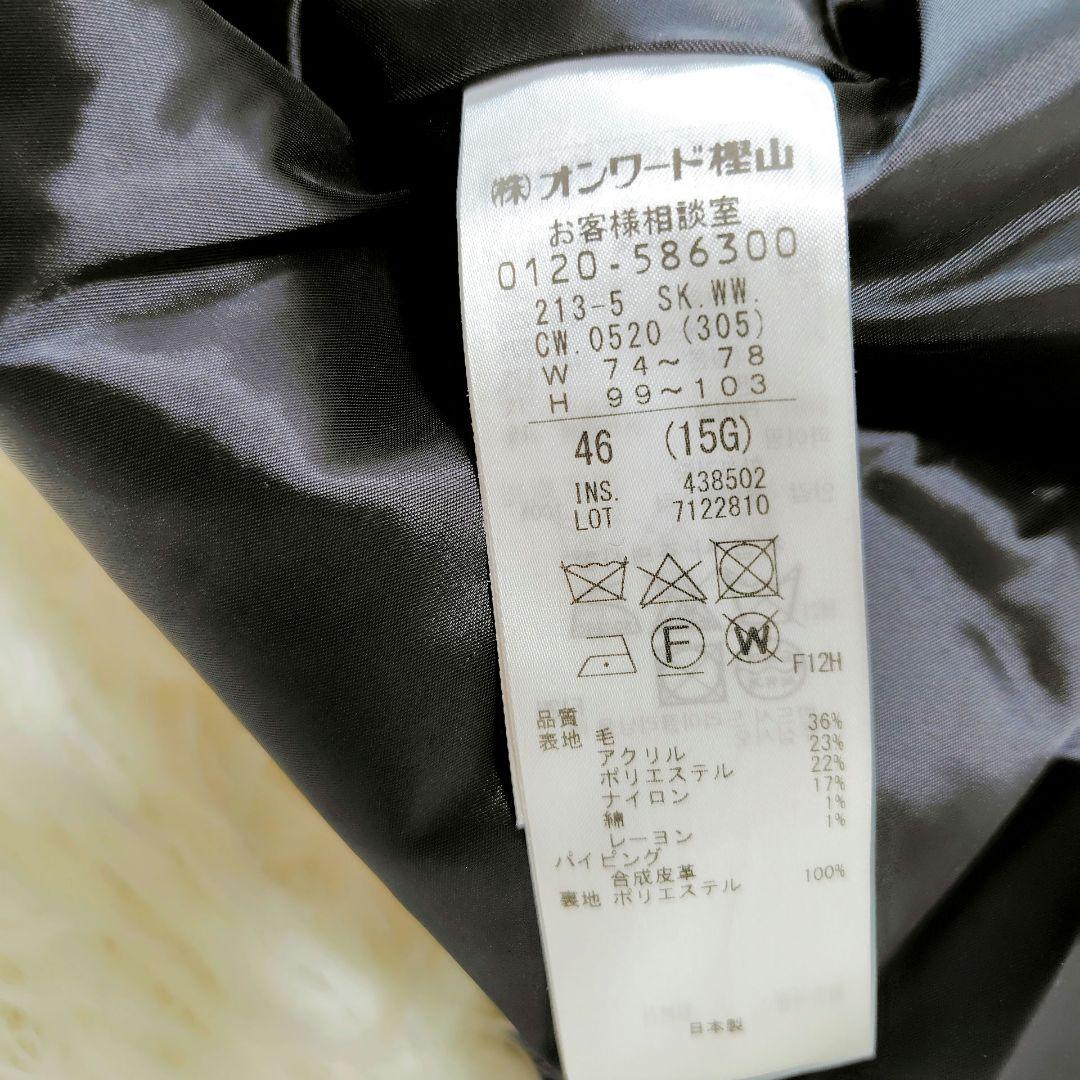 (株)オンワード樫山
お客様相談室
0120-586300
213-5 SK.WW.
CW.0520 (305)
W 74～ 78
H 99～103
46 (15G)
INS. 438502
LOT 7122810
F W F12H
品質
表地 毛 36%
アクリル 23%
ポリエステル 22%
ナイロン 17%
綿 1%
レーヨン 1%
パイピング
合成皮革
裏地 ポリエステル 100%
日本製